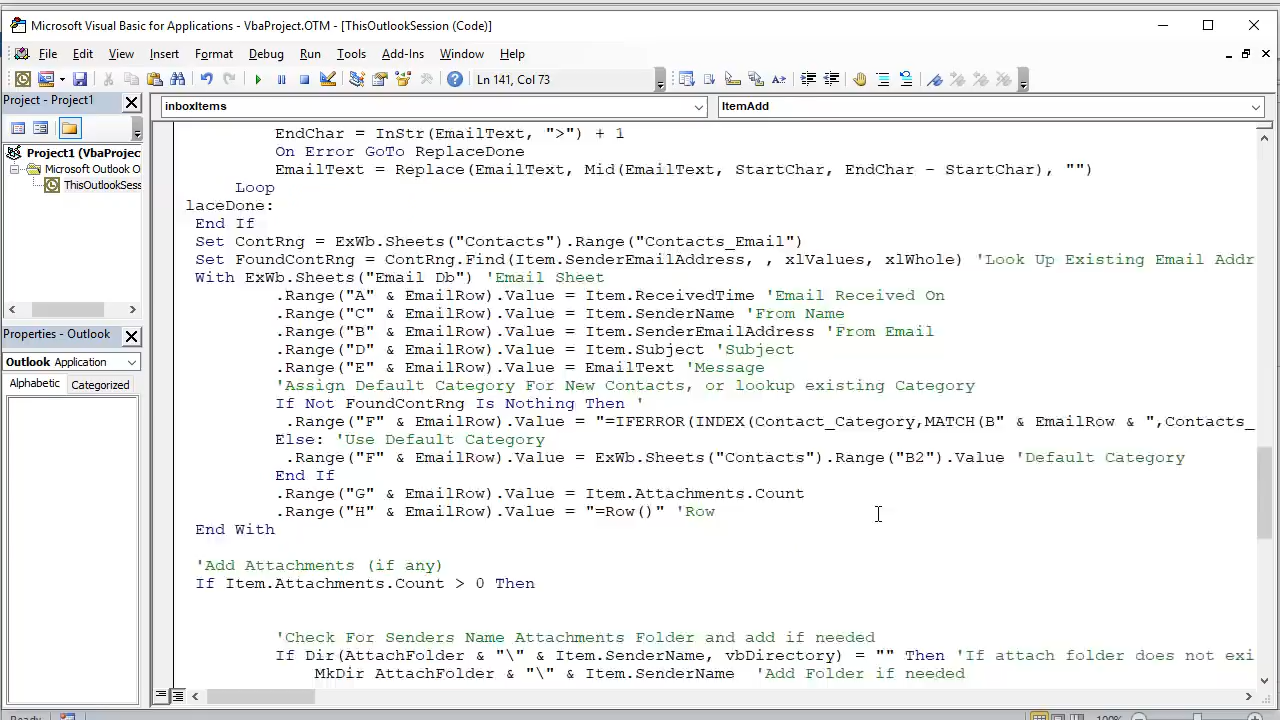 Microsoft Visual Basic for Applications - VbaProject.OTM - [ThisOutlookSession (Code)]
File Edit View Insert Format Debug Run Tools Add-Ins Window Help
Ln 141, Col 73
Project - Project1
inboxItems
ItemAdd
Project1 (VbaProjec
Microsoft Outlook O
ThisOutlookSess
Properties - Outlook
Outlook Application
Alphabetic Categorized
EndChar = InStr(EmailText, ">") + 1
On Error GoTo ReplaceDone
EmailText = Replace(EmailText, Mid(EmailText, StartChar, EndChar - StartChar), "")
Loop
laceDone:
End If
Set ContRng = ExWb.Sheets("Contacts").Range("Contacts_Email")
Set FoundContRng = ContRng.Find(Item.SenderEmailAddress, , xlValues, xlWhole) 'Look Up Existing Email Addr
With ExWb.Sheets("Email Db") 'Email Sheet
.Range("A" & EmailRow).Value = Item.ReceivedTime 'Email Received On
.Range("C" & EmailRow).Value = Item.SenderName 'From Name
.Range("B" & EmailRow).Value = Item.SenderEmailAddress 'From Email
.Range("D" & EmailRow).Value = Item.Subject 'Subject
.Range("E" & EmailRow).Value = EmailText 'Message
'Assign Default Category For New Contacts, or lookup existing Category
If Not FoundContRng Is Nothing Then '
.Range("F" & EmailRow).Value = "=IFERROR(INDEX(Contact_Category,MATCH(B" & EmailRow & ",Contacts_
Else: 'Use Default Category
.Range("F" & EmailRow).Value = ExWb.Sheets("Contacts").Range("B2").Value 'Default Category
End If
.Range("G" & EmailRow).Value = Item.Attachments.Count
.Range("H" & EmailRow).Value = "=Row()" 'Row
End With
'Add Attachments (if any)
If Item.Attachments.Count > 0 Then
'Check For Senders Name Attachments Folder and add if needed
If Dir(AttachFolder & "\" & Item.SenderName, vbDirectory) = "" Then 'If attach folder does not exi
MkDir AttachFolder & "\" & Item.SenderName 'Add Folder if needed
Ready
100%